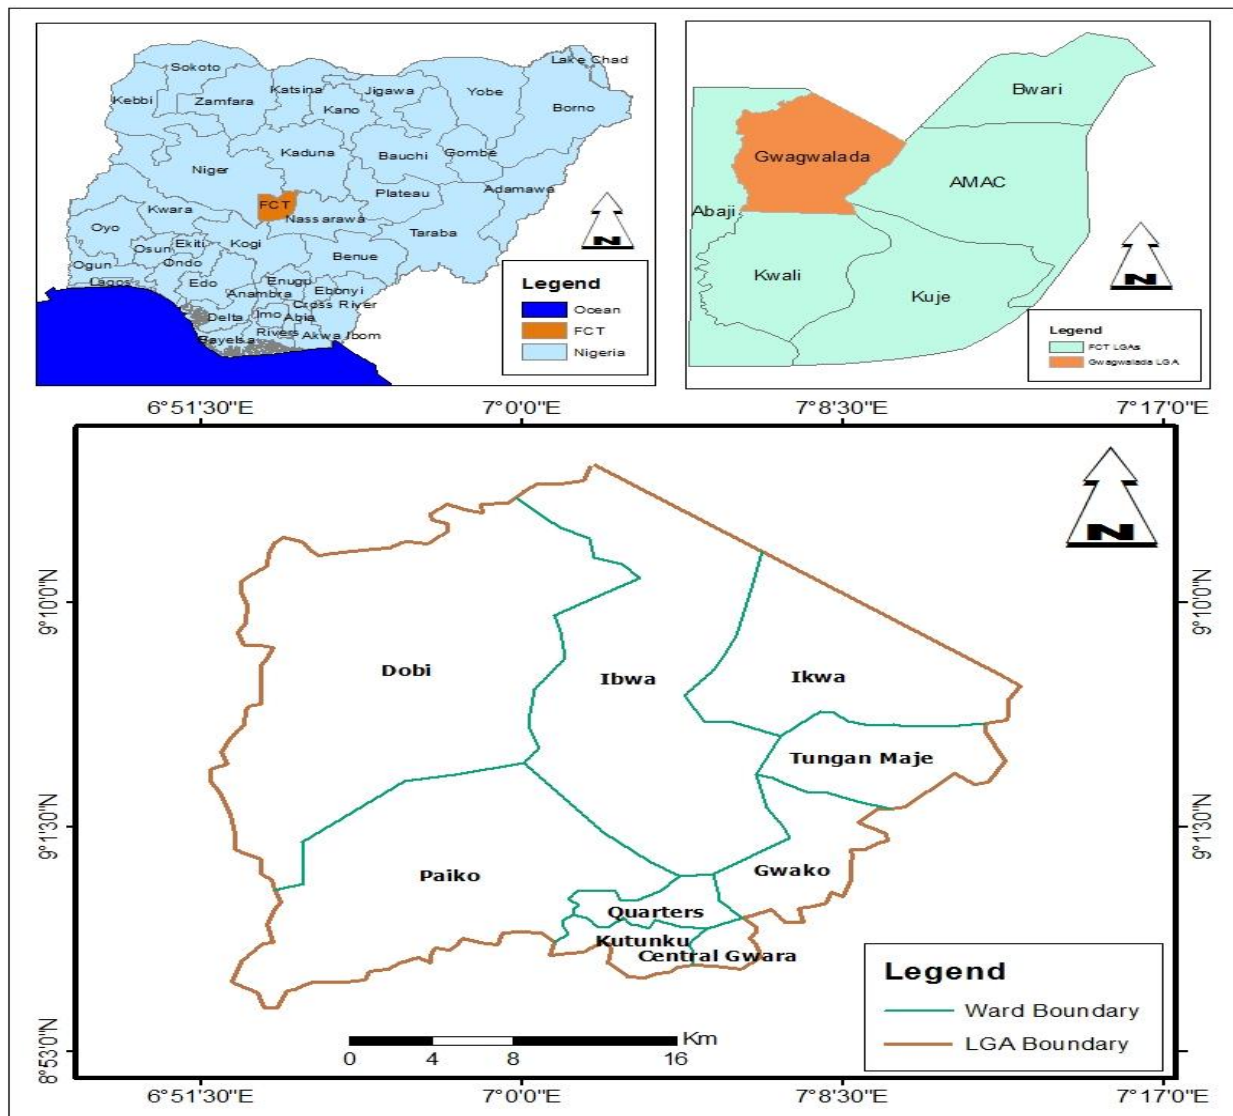 Sokoto
Lake Chad
Kebbi
Zamfara
Katsina
Kano
Jigawa
Yobe
Borno
Niger
Kaduna
Bauchi
Gombe
Adamawa
Plateau
FCT
Nassarawa
Kwara
Oyo
Taraba
N
Osun
Ekiti
Kogi
Benue
Ondo
Ogun
Lagos
Edo
Enugu
Ebonyi
Anambra
Cross River
Delta
Imo
Abia
Rivers
Akwa Ibom
Bayelsa
Legend
Ocean
FCT
Nigeria
Bwari
Gwagwalada
AMAC
Abaji
Kwali
Kuje
N
Legend
FCT LGAs
Gwagwalada LGA
6°51'30"E 7°0'0"E 7°8'30"E 7°17'0"E
N
9°10'0"N 9°10'0"N
Dobi
Ibwa
Ikwa
Tungan Maje
9°1'30"N 9°1'30"N
Paiko
Gwako
Quarters
Kutunku
Central Gwara
Legend
Ward Boundary
LGA Boundary
Km
0 4 8 16
8°53'0"N 8°53'0"N
6°51'30"E 7°0'0"E 7°8'30"E 7°17'0"E